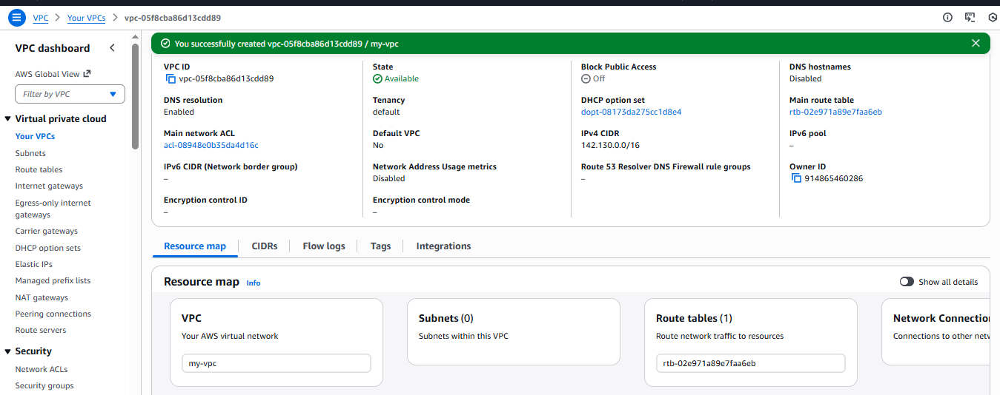 VPC > Your VPCs > vpc-05f8cba86d13cdd89
VPC dashboard
AWS Global View
Filter by VPC
Virtual private cloud
Your VPCs
Subnets
Route tables
Internet gateways
Egress-only internet
gateways
Carrier gateways
DHCP option sets
Elastic IPs
Managed prefix lists
NAT gateways
Peering connections
Route servers
Security
Network ACLs
Security groups
You successfully created vpc-05f8cba86d13cdd89 / my-vpc
VPC ID
vpc-05f8cba86d13cdd89
State
Available
Block Public Access
Off
DNS hostnames
Disabled
DNS resolution
Enabled
Tenancy
default
DHCP option set
dopt-08173da275cc1d8e4
Main route table
rtb-02e971a89e7faa6eb
Main network ACL
acl-08948e0b35da4d16c
Default VPC
No
IPv4 CIDR
142.130.0.0/16
IPv6 pool
–
IPv6 CIDR (Network border group)
–
Network Address Usage metrics
Disabled
Route 53 Resolver DNS Firewall rule groups
–
Owner ID
914865460286
Encryption control ID
–
Encryption control mode
–
Resource map
CIDRs
Flow logs
Tags
Integrations
Resource map Info
Show all details
VPC
Your AWS virtual network
my-vpc
Subnets (0)
Subnets within this VPC
Route tables (1)
Route network traffic to resources
rtb-02e971a89e7faa6eb
Network
Connections to other